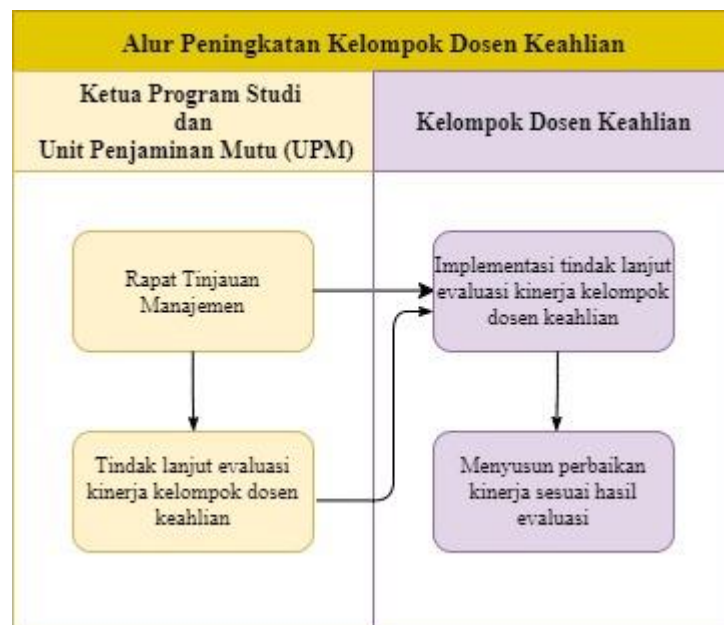 Alur Peningkatan Kelompok Dosen Keahlian
Ketua Program Studi
dan
Unit Penjaminan Mutu (UPM)
Kelompok Dosen Keahlian
Rapat Tinjauan
Manajemen
Implementasi tindak lanjut
evaluasi kinerja kelompok
dosen keahlian
Tindak lanjut evaluasi
kinerja kelompok dosen
keahlian
Menyusun perbaikan
kinerja sesuai hasil
evaluasi